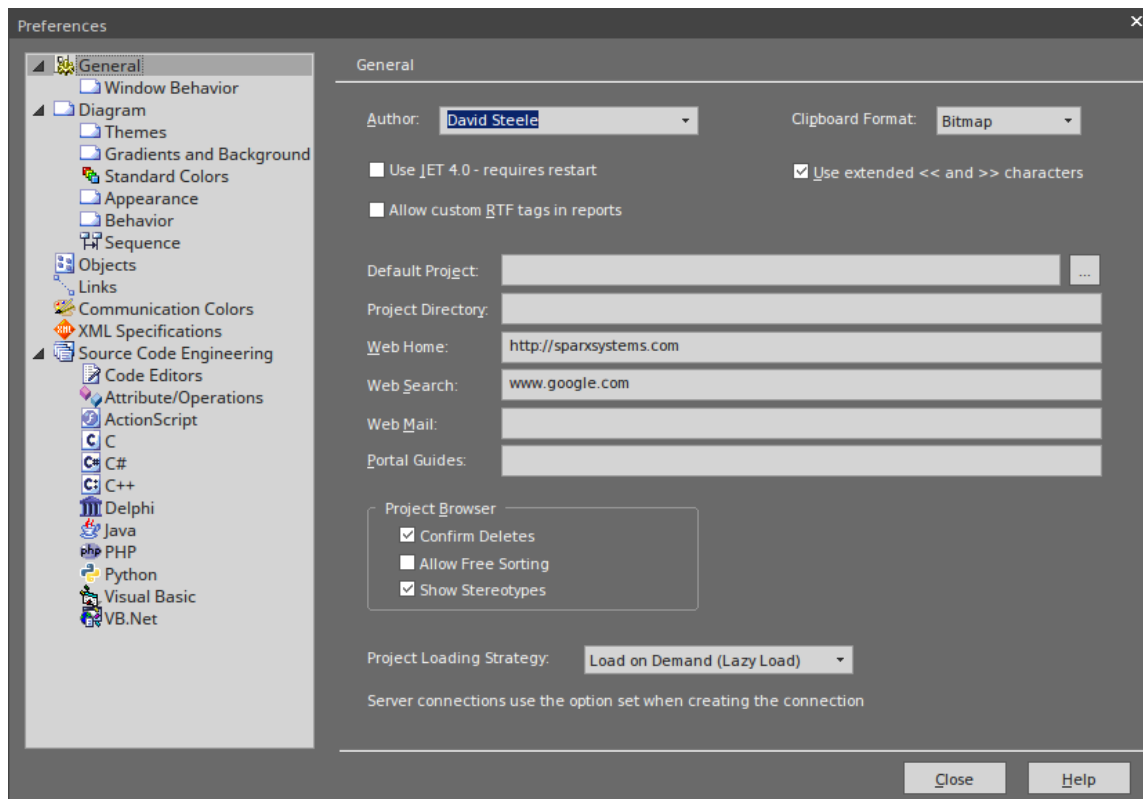 Preferences
General
Window Behavior
Diagram
Themes
Gradients and Background
Standard Colors
Appearance
Behavior
Sequence
Objects
Links
Communication Colors
XML Specifications
Source Code Engineering
Code Editors
Attribute/Operations
ActionScript
C
C#
C++
Delphi
Java
PHP
Python
Visual Basic
VB.Net
General
Author: David Steele Clipboard Format: Bitmap
Use JET 4.0 - requires restart Use extended << and >> characters
Allow custom RTF tags in reports
Default Project: ...
Project Directory:
Web Home: http://sparxsystems.com
Web Search: www.google.com
Web Mail:
Portal Guides:
Project Browser
Confirm Deletes
Allow Free Sorting
Show Stereotypes
Project Loading Strategy: Load on Demand (Lazy Load)
Server connections use the option set when creating the connection
Close Help